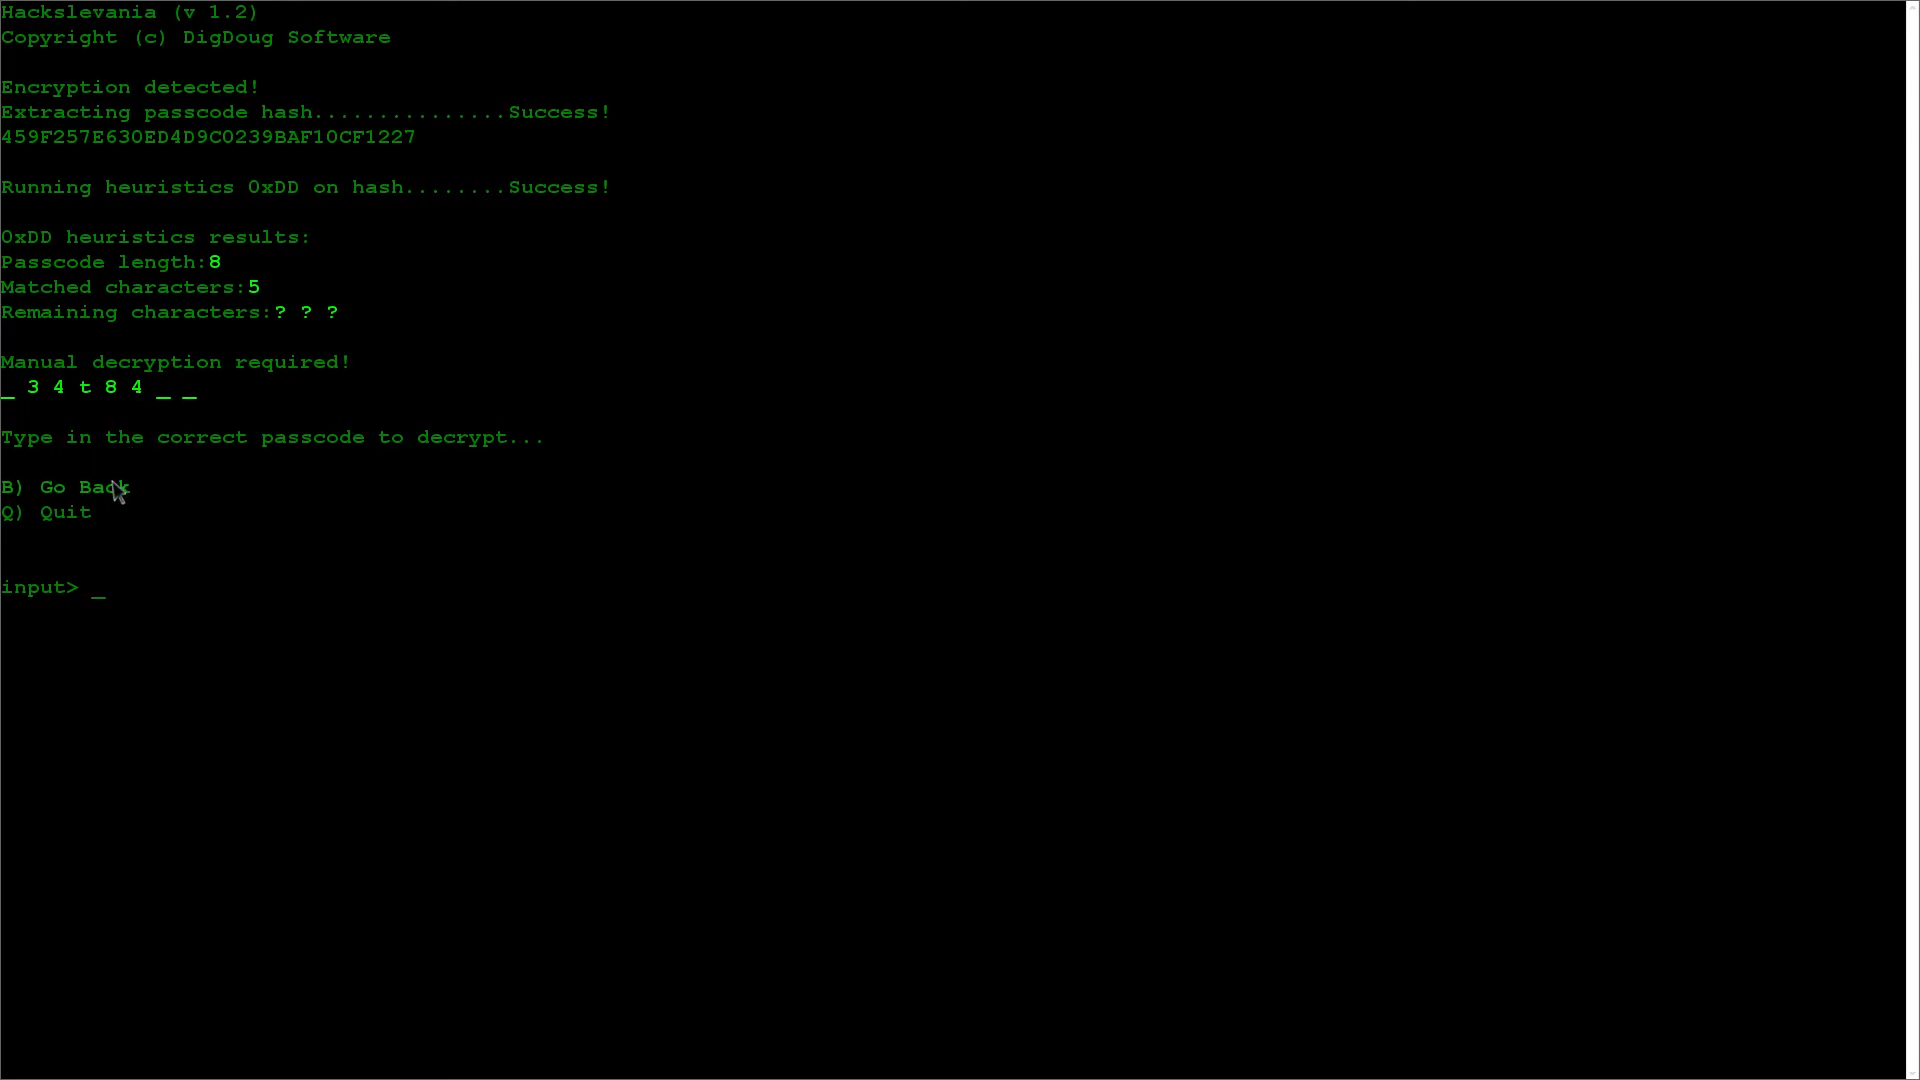 Hackslevania (v 1.2)
Copyright (c) DigDoug Software
Encryption detected!
Extracting passcode hash...............Success!
459F257E630ED4D9C0239BAF10CF1227
Running heuristics 0xDD on hash........Success!
0xDD heuristics results:
Passcode length:8
Matched characters:5
Remaining characters:? ? ?
Manual decryption required!
_ 3 4 t 8 4 _ _
Type in the correct passcode to decrypt...
B) Go Back
Q) Quit
input> _